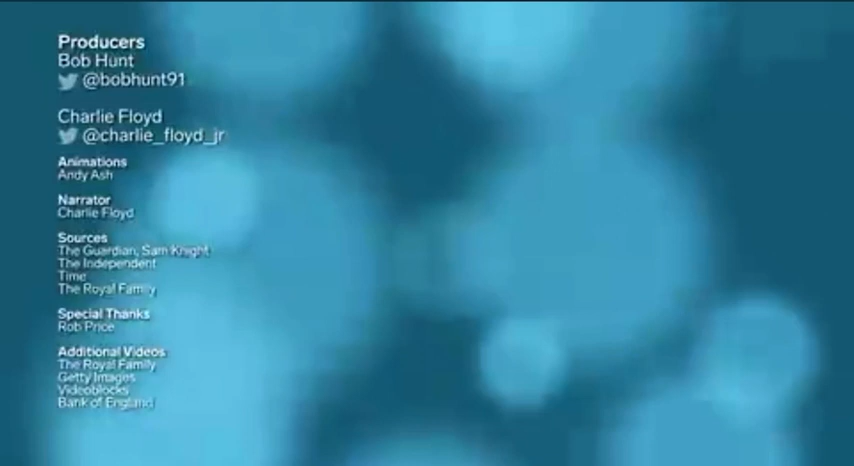 Producers
Bob Hunt
@bobhunt91
Charlie Floyd
@charlie_floyd_jr
Animations
Andy Ash
Narrator
Charlie Floyd
Sources
The Guardian, Sam Knight
The Independent
Time
The Royal Family
Special Thanks
Rob Price
Additional Videos
The Royal Family
Getty Images
Videoblocks
Bank of England